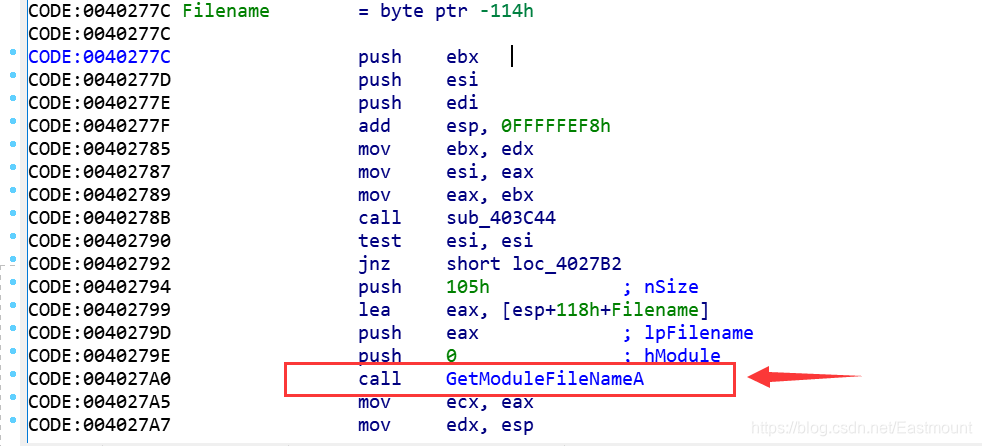 CODE:0040277C Filename = byte ptr -114h
CODE:0040277C
CODE:0040277C push ebx
CODE:0040277D push esi
CODE:0040277E push edi
CODE:0040277F add esp, 0FFFFFEF8h
CODE:00402785 mov ebx, edx
CODE:00402787 mov esi, eax
CODE:00402789 mov eax, ebx
CODE:0040278B call sub_403C44
CODE:00402790 test esi, esi
CODE:00402792 jnz short loc_4027B2
CODE:00402794 push 105h ; nSize
CODE:00402799 lea eax, [esp+118h+Filename]
CODE:0040279D push eax ; lpFilename
CODE:0040279E push 0 ; hModule
CODE:004027A0 call GetModuleFileNameA
CODE:004027A5 mov ecx, eax
CODE:004027A7 mov edx, esp
https://blog.csdn.net/Eastmount